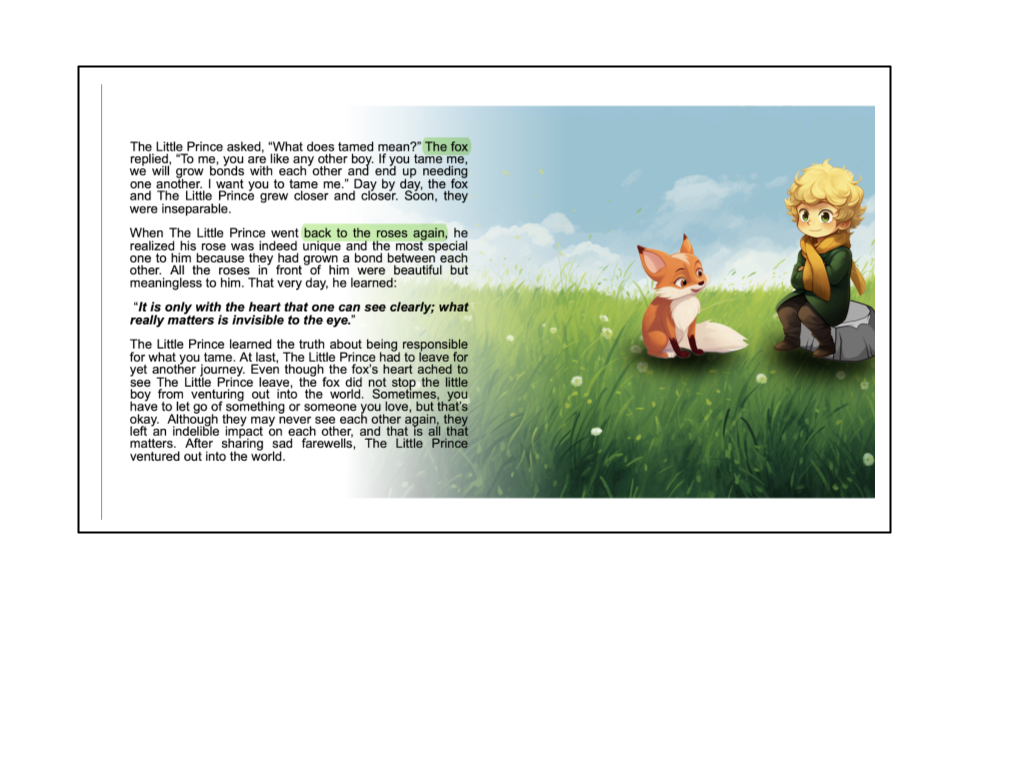 The Little Prince asked, “What does tamed mean?” The fox
replied, “To me, you are like any other boy. If you tame me,
we will grow bonds with each other and end up needing
one another. I want you to tame me.” Day by day, the fox
and The Little Prince grew closer and closer. Soon, they
were inseparable.
When The Little Prince went back to the roses again, he
realized his rose was indeed unique and the most special
one to him because they had grown a bond between each
other. All the roses in front of him were beautiful but
meaningless to him. That very day, he learned:
“It is only with the heart that one can see clearly; what
really matters is invisible to the eye.”
The Little Prince learned the truth about being responsible
for what you tame. At last, The Little Prince had to leave for
yet another journey. Even though the fox’s heart ached to
see The Little Prince leave, the fox did not stop the little
boy from venturing out into the world. Sometimes, you
have to let go of something or someone you love, but that’s
okay.  Although they may never see each other again, they
left an indelible impact on each other, and that is all that
matters. After sharing sad farewells, The Little Prince
ventured out into the world.